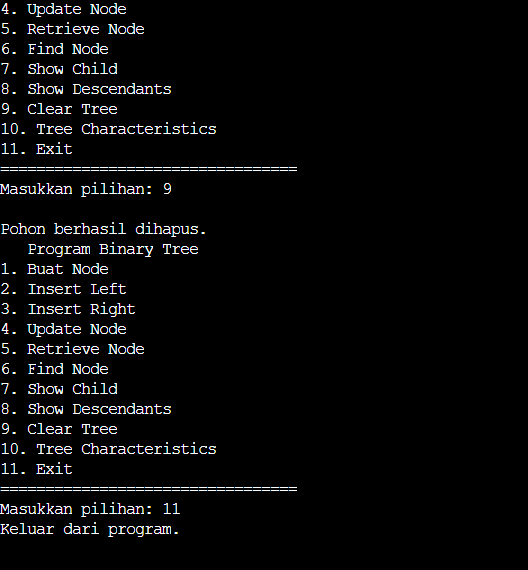 4. Update Node
5. Retrieve Node
6. Find Node
7. Show Child
8. Show Descendants
9. Clear Tree
10. Tree Characteristics
11. Exit
=================================
Masukkan pilihan: 9

Pohon berhasil dihapus.
   Program Binary Tree
1. Buat Node
2. Insert Left
3. Insert Right
4. Update Node
5. Retrieve Node
6. Find Node
7. Show Child
8. Show Descendants
9. Clear Tree
10. Tree Characteristics
11. Exit
=================================
Masukkan pilihan: 11
Keluar dari program.